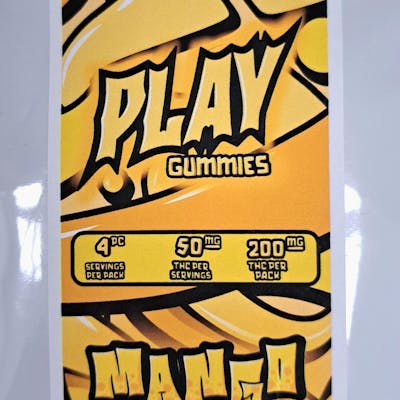 PLAY
GUMMIES
4PC 50MG 200MG
SERVINGS PER PACK THC PER SERVINGS THC PER PACK
MANGO